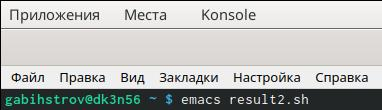 Приложения Места Konsole
Файл Правка Вид Закладки Настройка Справка
gabihstrov@dk3n56 ~ $ emacs result2.sh